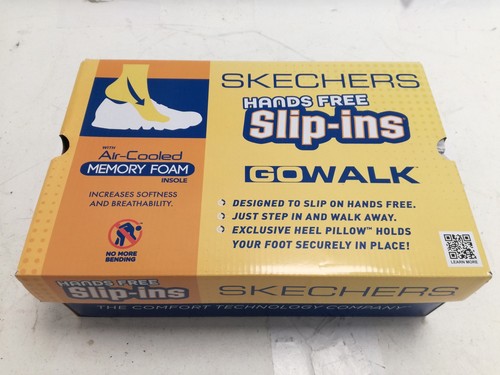 SKECHERS
HANDS FREE
Slip-ins
GOWALK
DESIGNED TO SLIP ON HANDS FREE.
JUST STEP IN AND WALK AWAY.
EXCLUSIVE HEEL PILLOW™ HOLDS
YOUR FOOT SECURELY IN PLACE!
LEARN MORE
WITH
Air-Cooled
MEMORY FOAM
INSOLE
INCREASES SOFTNESS
AND BREATHABILITY.
NO MORE
BENDING
HANDS FREE
Slip-ins
SKECHERS
THE COMFORT TECHNOLOGY COMPANY